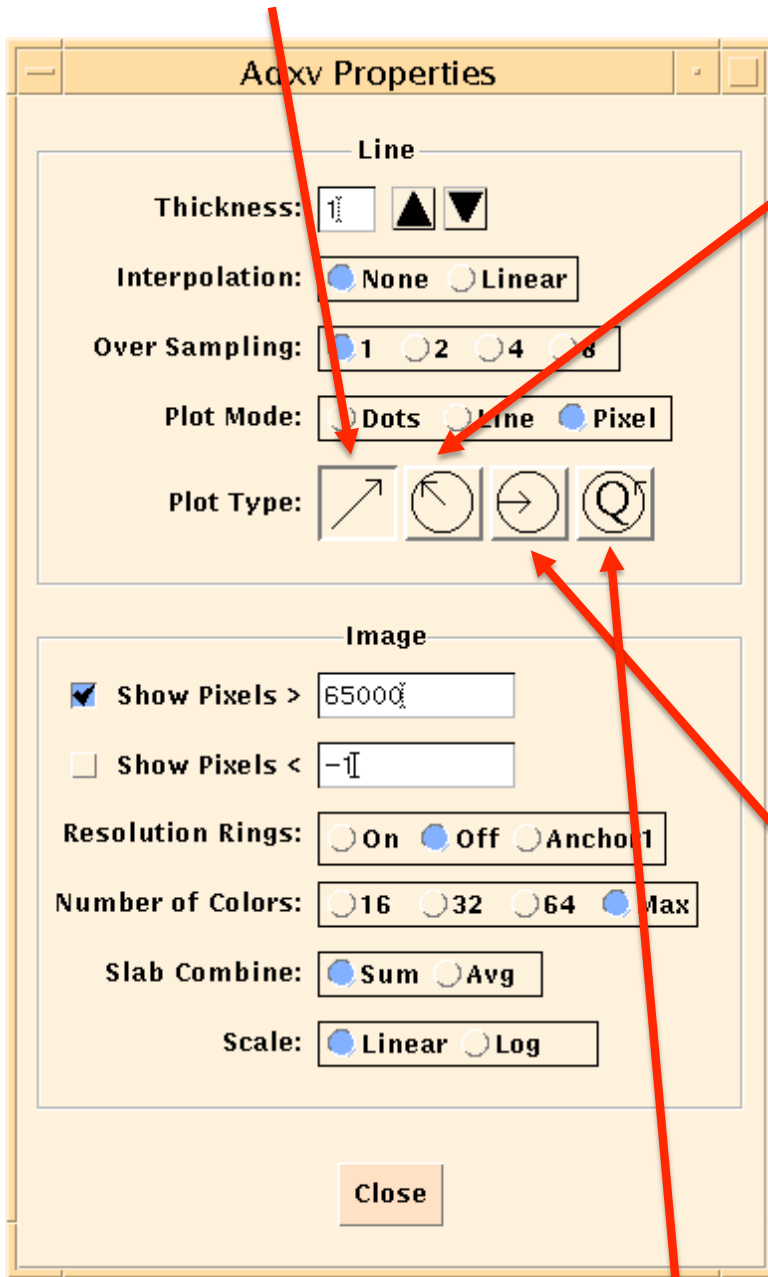 Adxv Properties
Line
Thickness: 1
Interpolation: None Linear
Over Sampling: 1 2 4 8
Plot Mode: Dots Line Pixel
Plot Type: Q
Image
Show Pixels > 65000
Show Pixels < -1
Resolution Rings: On Off Anchor1
Number of Colors: 16 32 64 Max
Slab Combine: Sum Avg
Scale: Linear Log
Close